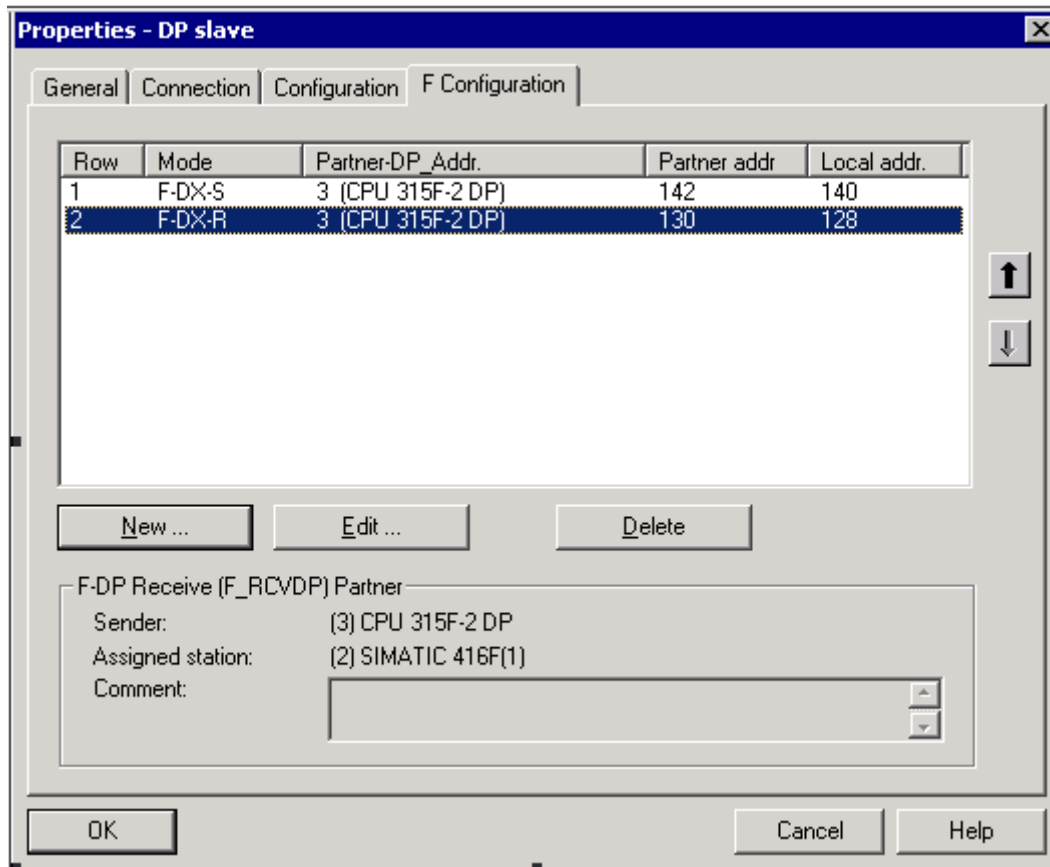 Properties - DP slave
General Connection Configuration F Configuration
Row Mode Partner-DP_Addr. Partner addr Local addr.
1 F-DX-S 3 (CPU 315F-2 DP) 142 140
2 F-DX-R 3 (CPU 315F-2 DP) 130 128
New ... Edit ... Delete
F-DP Receive (F_RCVDP) Partner
Sender: (3) CPU 315F-2 DP
Assigned station: (2) SIMATIC 416F(1)
Comment:
OK Cancel Help